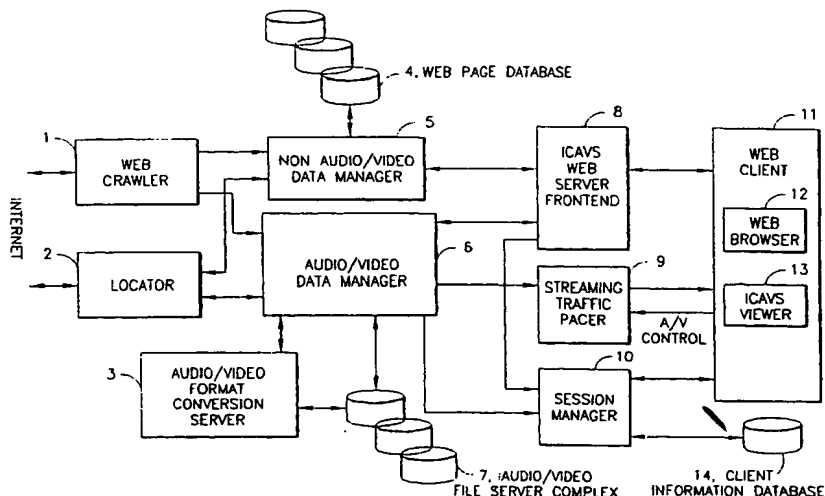 4, WEB PAGE DATABASE
1
5
8
11
WEB
CRAWLER
NON AUDIO/VIDEO
DATA MANAGER
ICAVS
WEB
SERVER
FRONTEND
WEB
CLIENT
12
WEB
BROWSER
INTERNET
2
LOCATOR
AUDIO/VIDEO
DATA MANAGER
6
9
STREAMING
TRAFFIC
PACER
13
ICAVS
VIEWER
A/V
CONTROL
3
AUDIO/VIDEO
FORMAT
CONVERSION
SERVER
10
SESSION
MANAGER
7, AUDIO/VIDEO
FILE SERVER COMPLEX
14, CLIENT
INFORMATION DATABASE